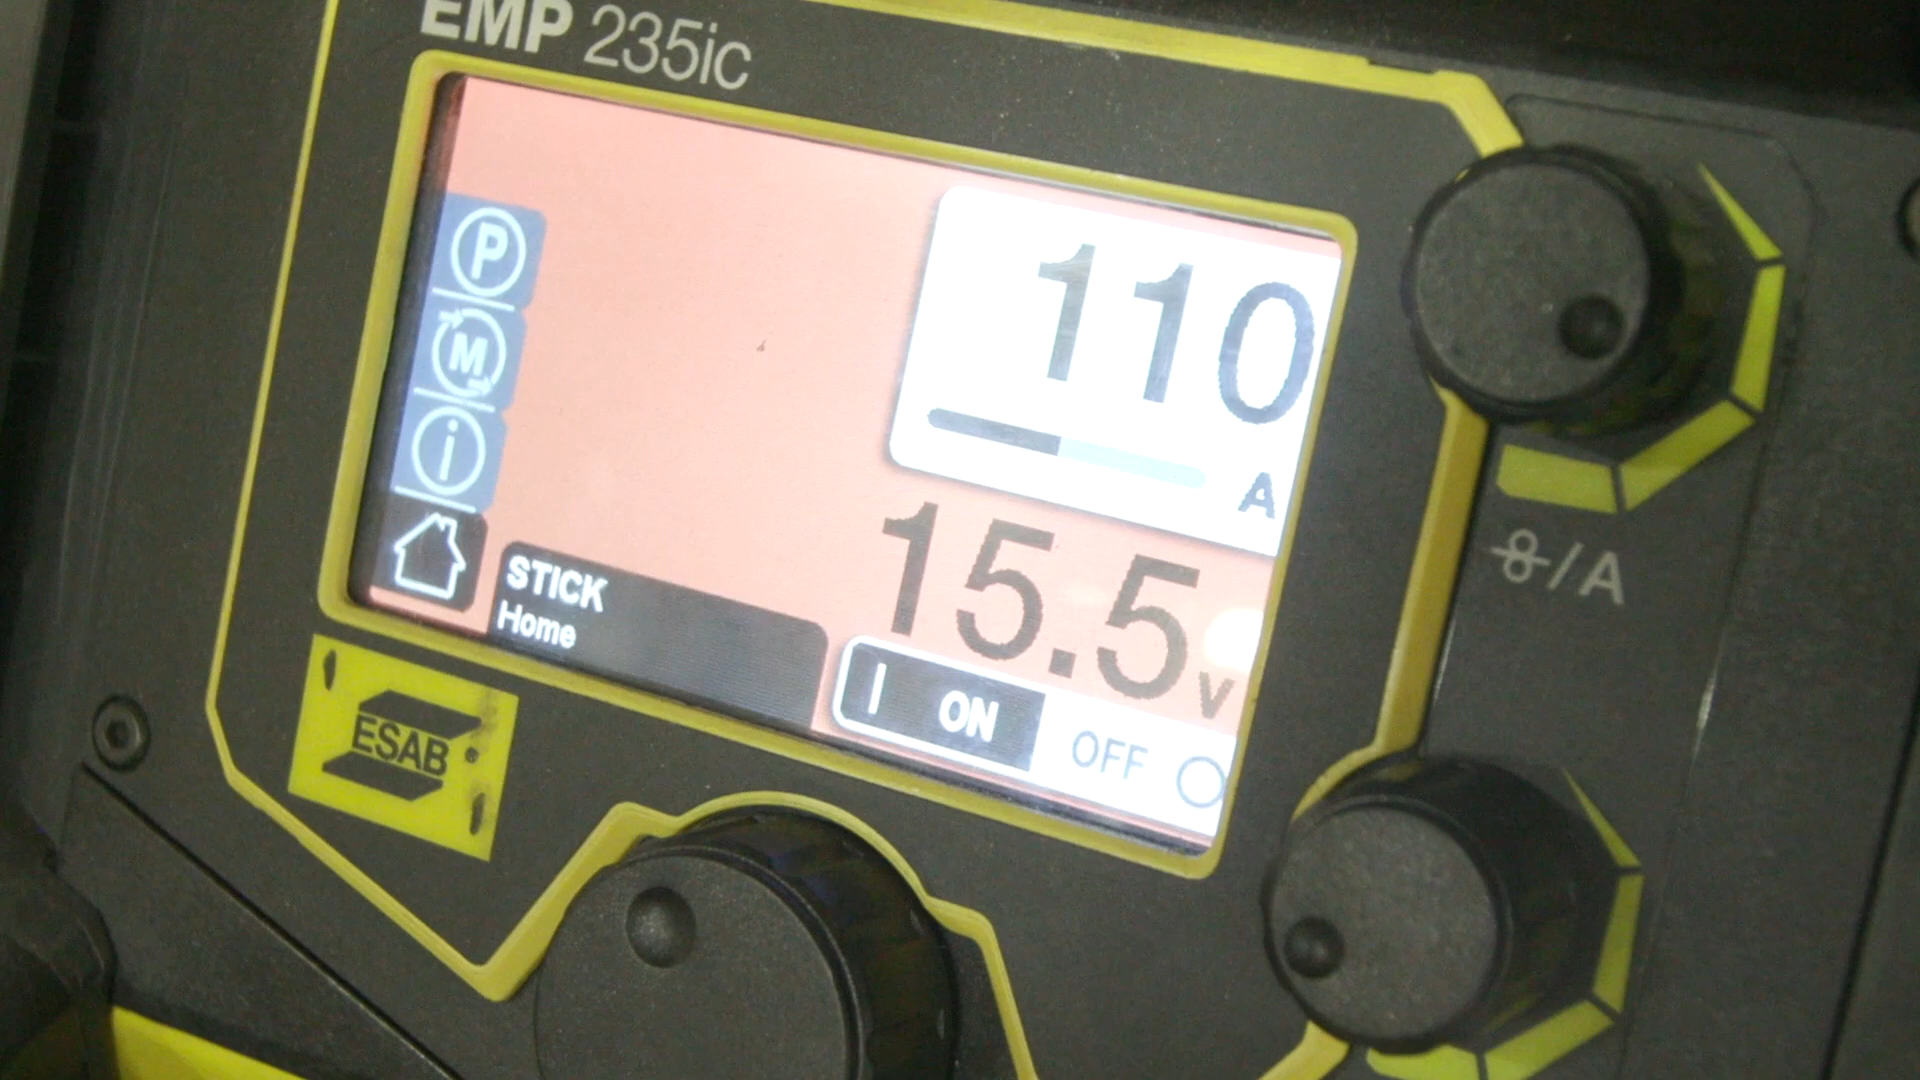 EMP 235ic
P
M
i
110
A
15.5 V
STICK
Home
I ON OFF O
ESAB
/A